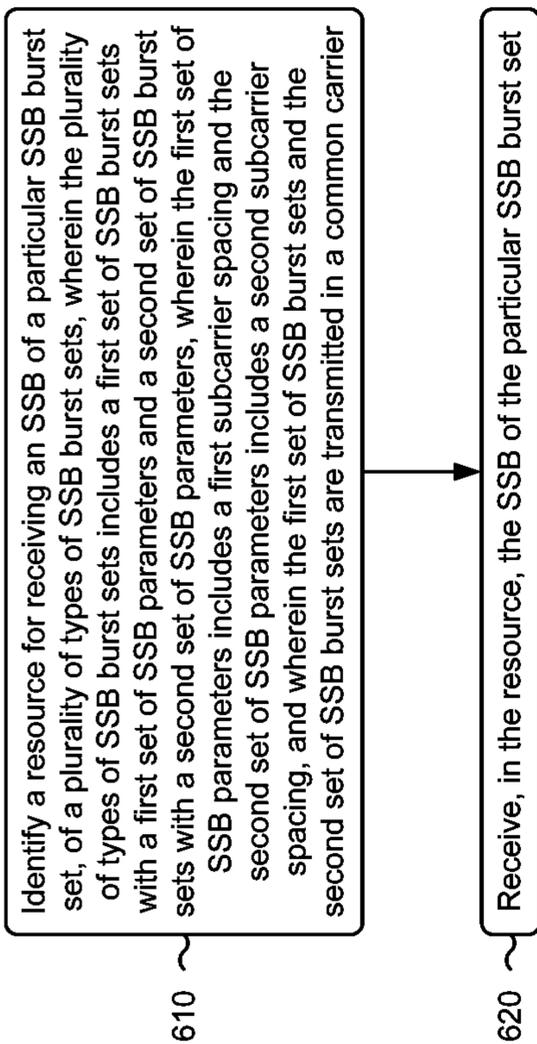 610
Identify a resource for receiving an SSB of a particular SSB burst
set, of a plurality of types of SSB burst sets, wherein the plurality
of types of SSB burst sets includes a first set of SSB burst sets
with a first set of SSB parameters and a second set of SSB burst
sets with a second set of SSB parameters, wherein the first set of
SSB parameters includes a first subcarrier spacing and the
second set of SSB parameters includes a second subcarrier
spacing, and wherein the first set of SSB burst sets and the
second set of SSB burst sets are transmitted in a common carrier
620
Receive, in the resource, the SSB of the particular SSB burst set